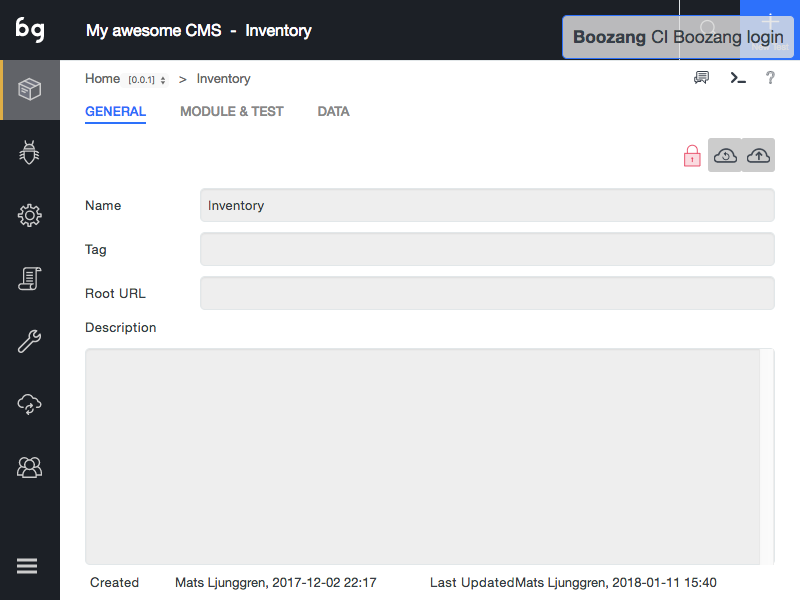 bg
My awesome CMS - Inventory
Boozang CI Boozang login
Home [0.0.1] > Inventory
?
GENERAL MODULE & TEST DATA
1
Name Inventory
Tag
Root URL
Description
Created Mats Ljunggren, 2017-12-02 22:17 Last Updated Mats Ljunggren, 2018-01-11 15:40